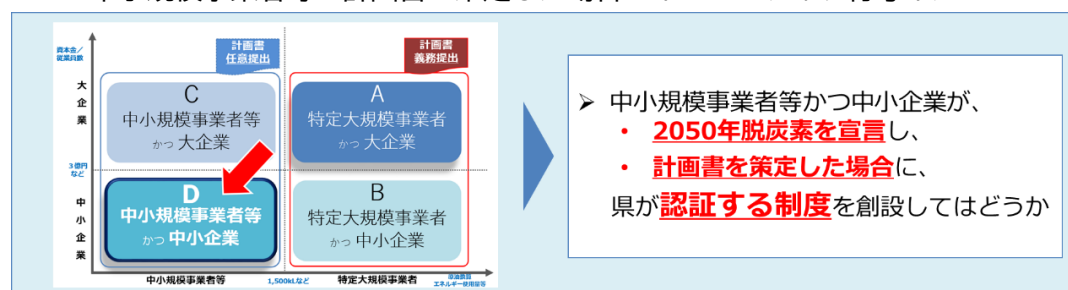 計画書
任意提出
計画書
義務提出
資本金／
従業員数
大企業
C
中小規模事業者等
かつ 大企業
A
特定大規模事業者
かつ 大企業
3億円
など
中小企業
D
中小規模事業者等
かつ 中小企業
B
特定大規模事業者
かつ 中小企業
中小規模事業者等
1,500kLなど
特定大規模事業者
原油換算
エネルギー使用量等
➢ 中小規模事業者等かつ中小企業が、
• 2050年脱炭素を宣言し、
• 計画書を策定した場合に、
県が認証する制度を創設してはどうか